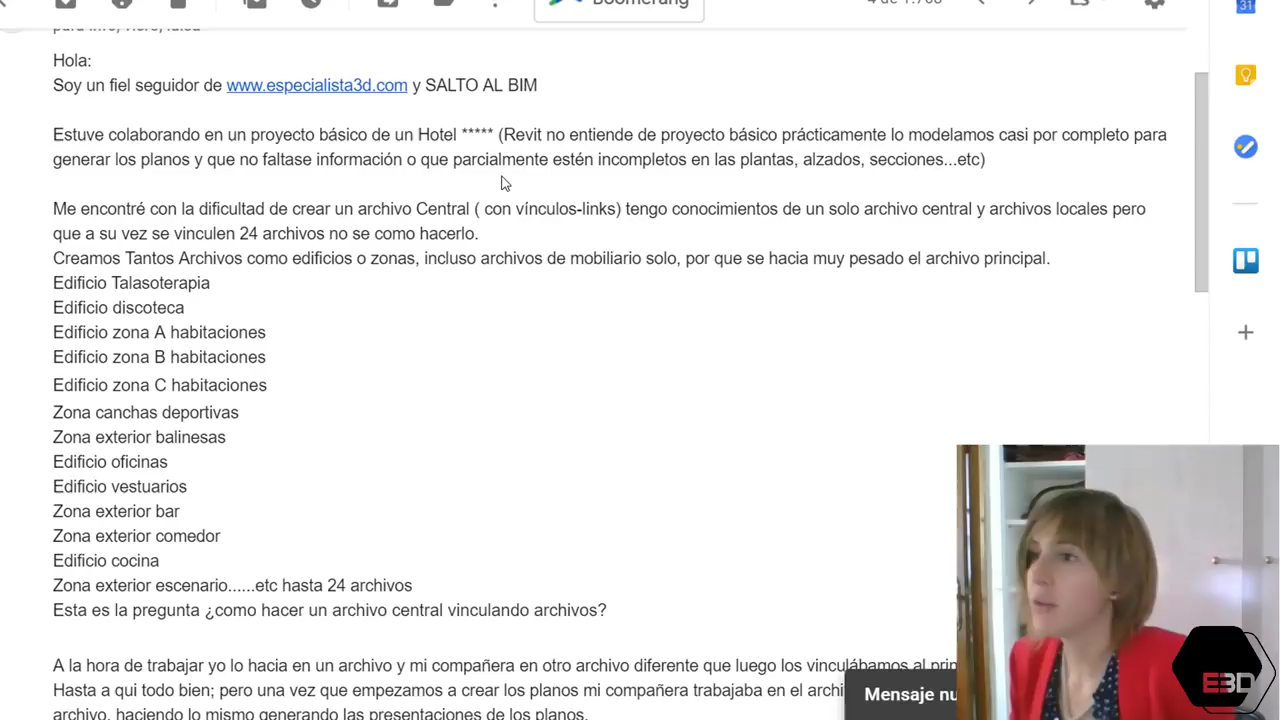 Boomerang
31
Hola:
Soy un fiel seguidor de www.especialista3d.com y SALTO AL BIM
Estuve colaborando en un proyecto básico de un Hotel ***** (Revit no entiende de proyecto básico prácticamente lo modelamos casi por completo para
generar los planos y que no faltase información o que parcialmente estén incompletos en las plantas, alzados, secciones...etc)
Me encontré con la dificultad de crear un archivo Central ( con vínculos-links) tengo conocimientos de un solo archivo central y archivos locales pero
que a su vez se vinculen 24 archivos no se como hacerlo.
Creamos Tantos Archivos como edificios o zonas, incluso archivos de mobiliario solo, por que se hacia muy pesado el archivo principal.
Edificio Talasoterapia
Edificio discoteca
Edificio zona A habitaciones
Edificio zona B habitaciones
Edificio zona C habitaciones
Zona canchas deportivas
Zona exterior balinesas
Edificio oficinas
Edificio vestuarios
Zona exterior bar
Zona exterior comedor
Edificio cocina
Zona exterior escenario......etc hasta 24 archivos
Esta es la pregunta ¿como hacer un archivo central vinculando archivos?
A la hora de trabajar yo lo hacia en un archivo y mi compañera en otro archivo diferente que luego los vinculábamos al prin
Hasta a qui todo bien; pero una vez que empezamos a crear los planos mi compañera trabajaba en el archi
archivo, haciendo lo mismo generando las presentaciones de los planos.
Mensaje nu
E3D